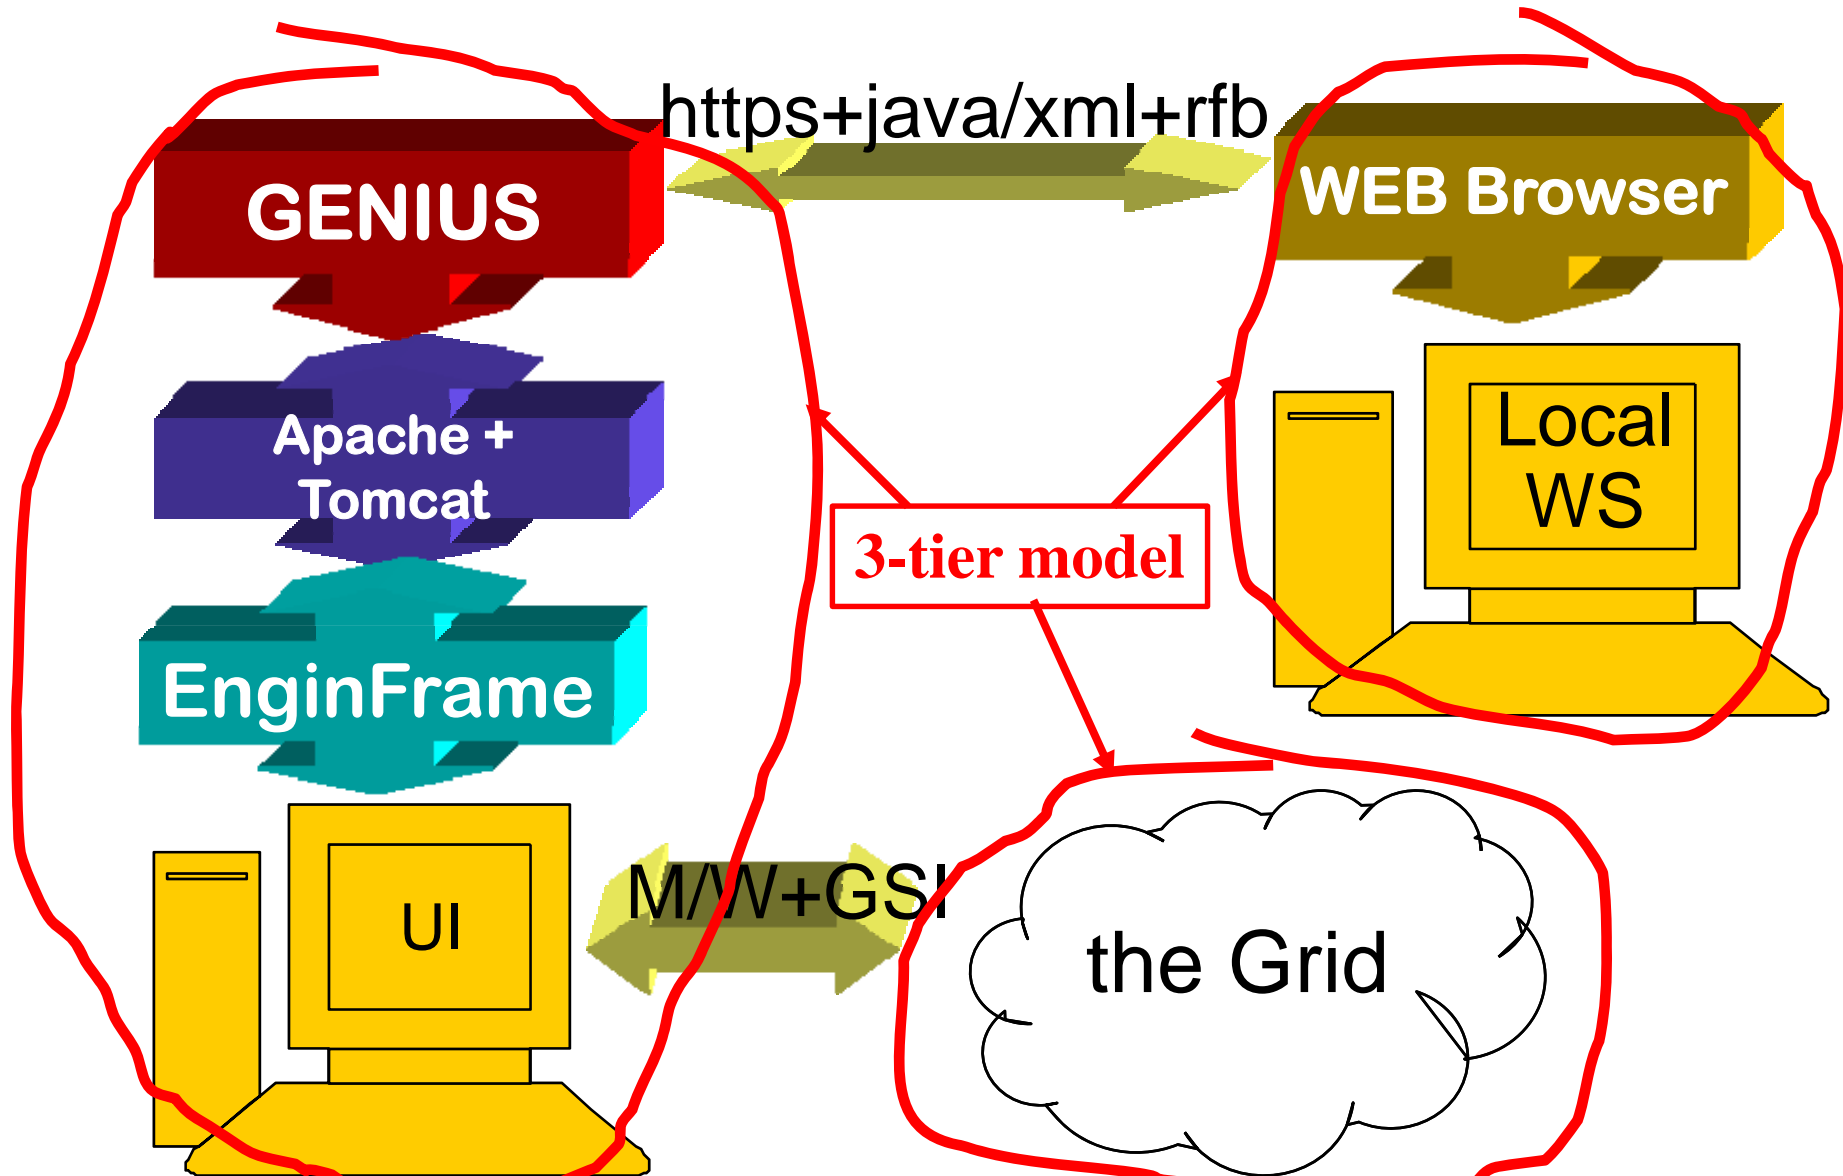 https+java/xml+rfb
GENIUS
WEB Browser
Apache +
Tomcat
Local
WS
3-tier model
EnginFrame
UI
M/W+GSI
the Grid